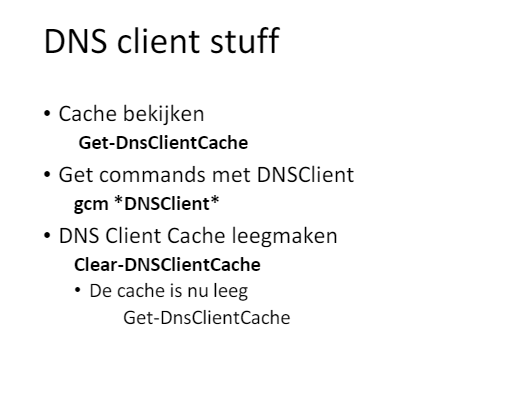 DNS client stuff
• Cache bekijken
Get-DnsClientCache
• Get commands met DNSClient
gcm *DNSClient*
• DNS Client Cache leegmaken
Clear-DNSClientCache
• De cache is nu leeg
Get-DnsClientCache